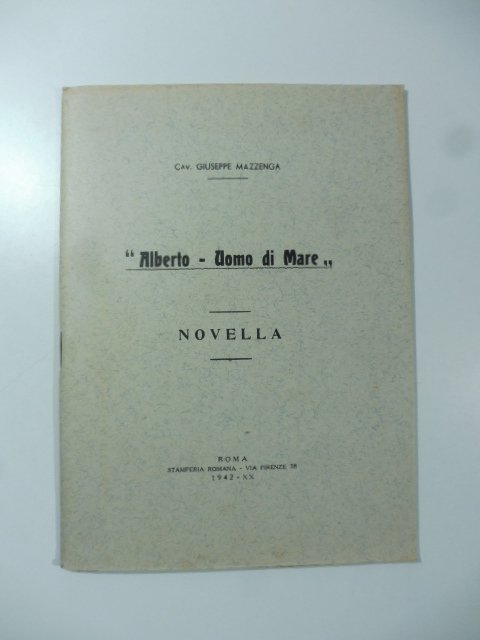 CAV. GIUSEPPE MAZZENGA
“ Alberto - Uomo di Mare „
NOVELLA
ROMA
STAMPERIA ROMANA - VIA FIRENZE 38
1942-XX